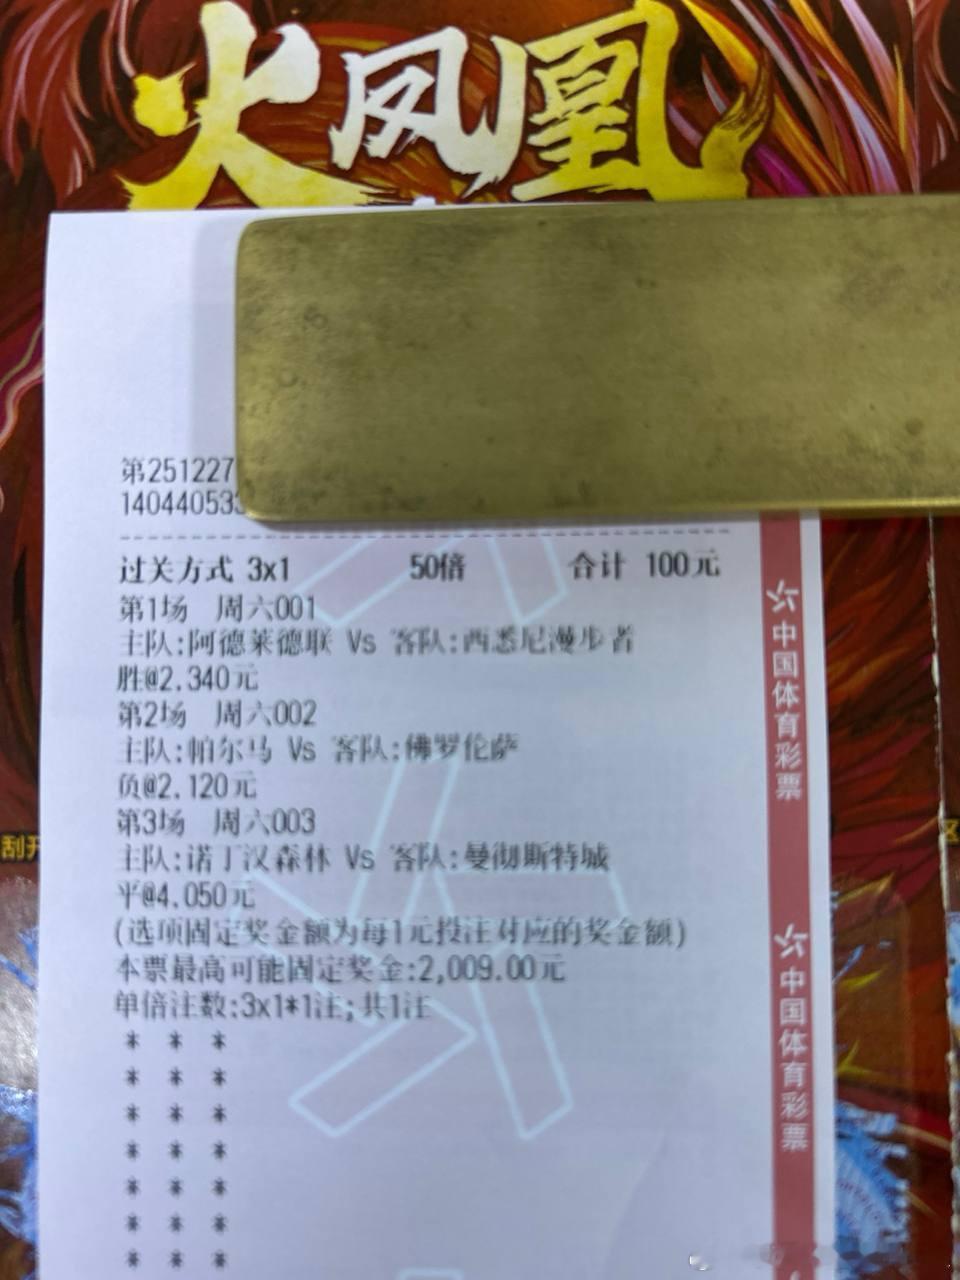 火凤凰
第251227
140440533
过关方式 3x1 50倍 合计 100元
第1场 周六001
主队:阿德莱德联 Vs 客队:西悉尼漫步者
胜@2.340元
第2场 周六002
主队:帕尔马 Vs 客队:佛罗伦萨
负@2.120元
第3场 周六003
主队:诺丁汉森林 Vs 客队:曼彻斯特城
平@4.050元
(选项固定奖金额为每1元投注对应的奖金额)
本票最高可能固定奖金:2,009.00元
单倍注数:3x1*1注;共1注
* * *
* * *
* * *
* * *
* * *
* * *
* * *
中国体育彩票
中国体育彩票
刮开
区